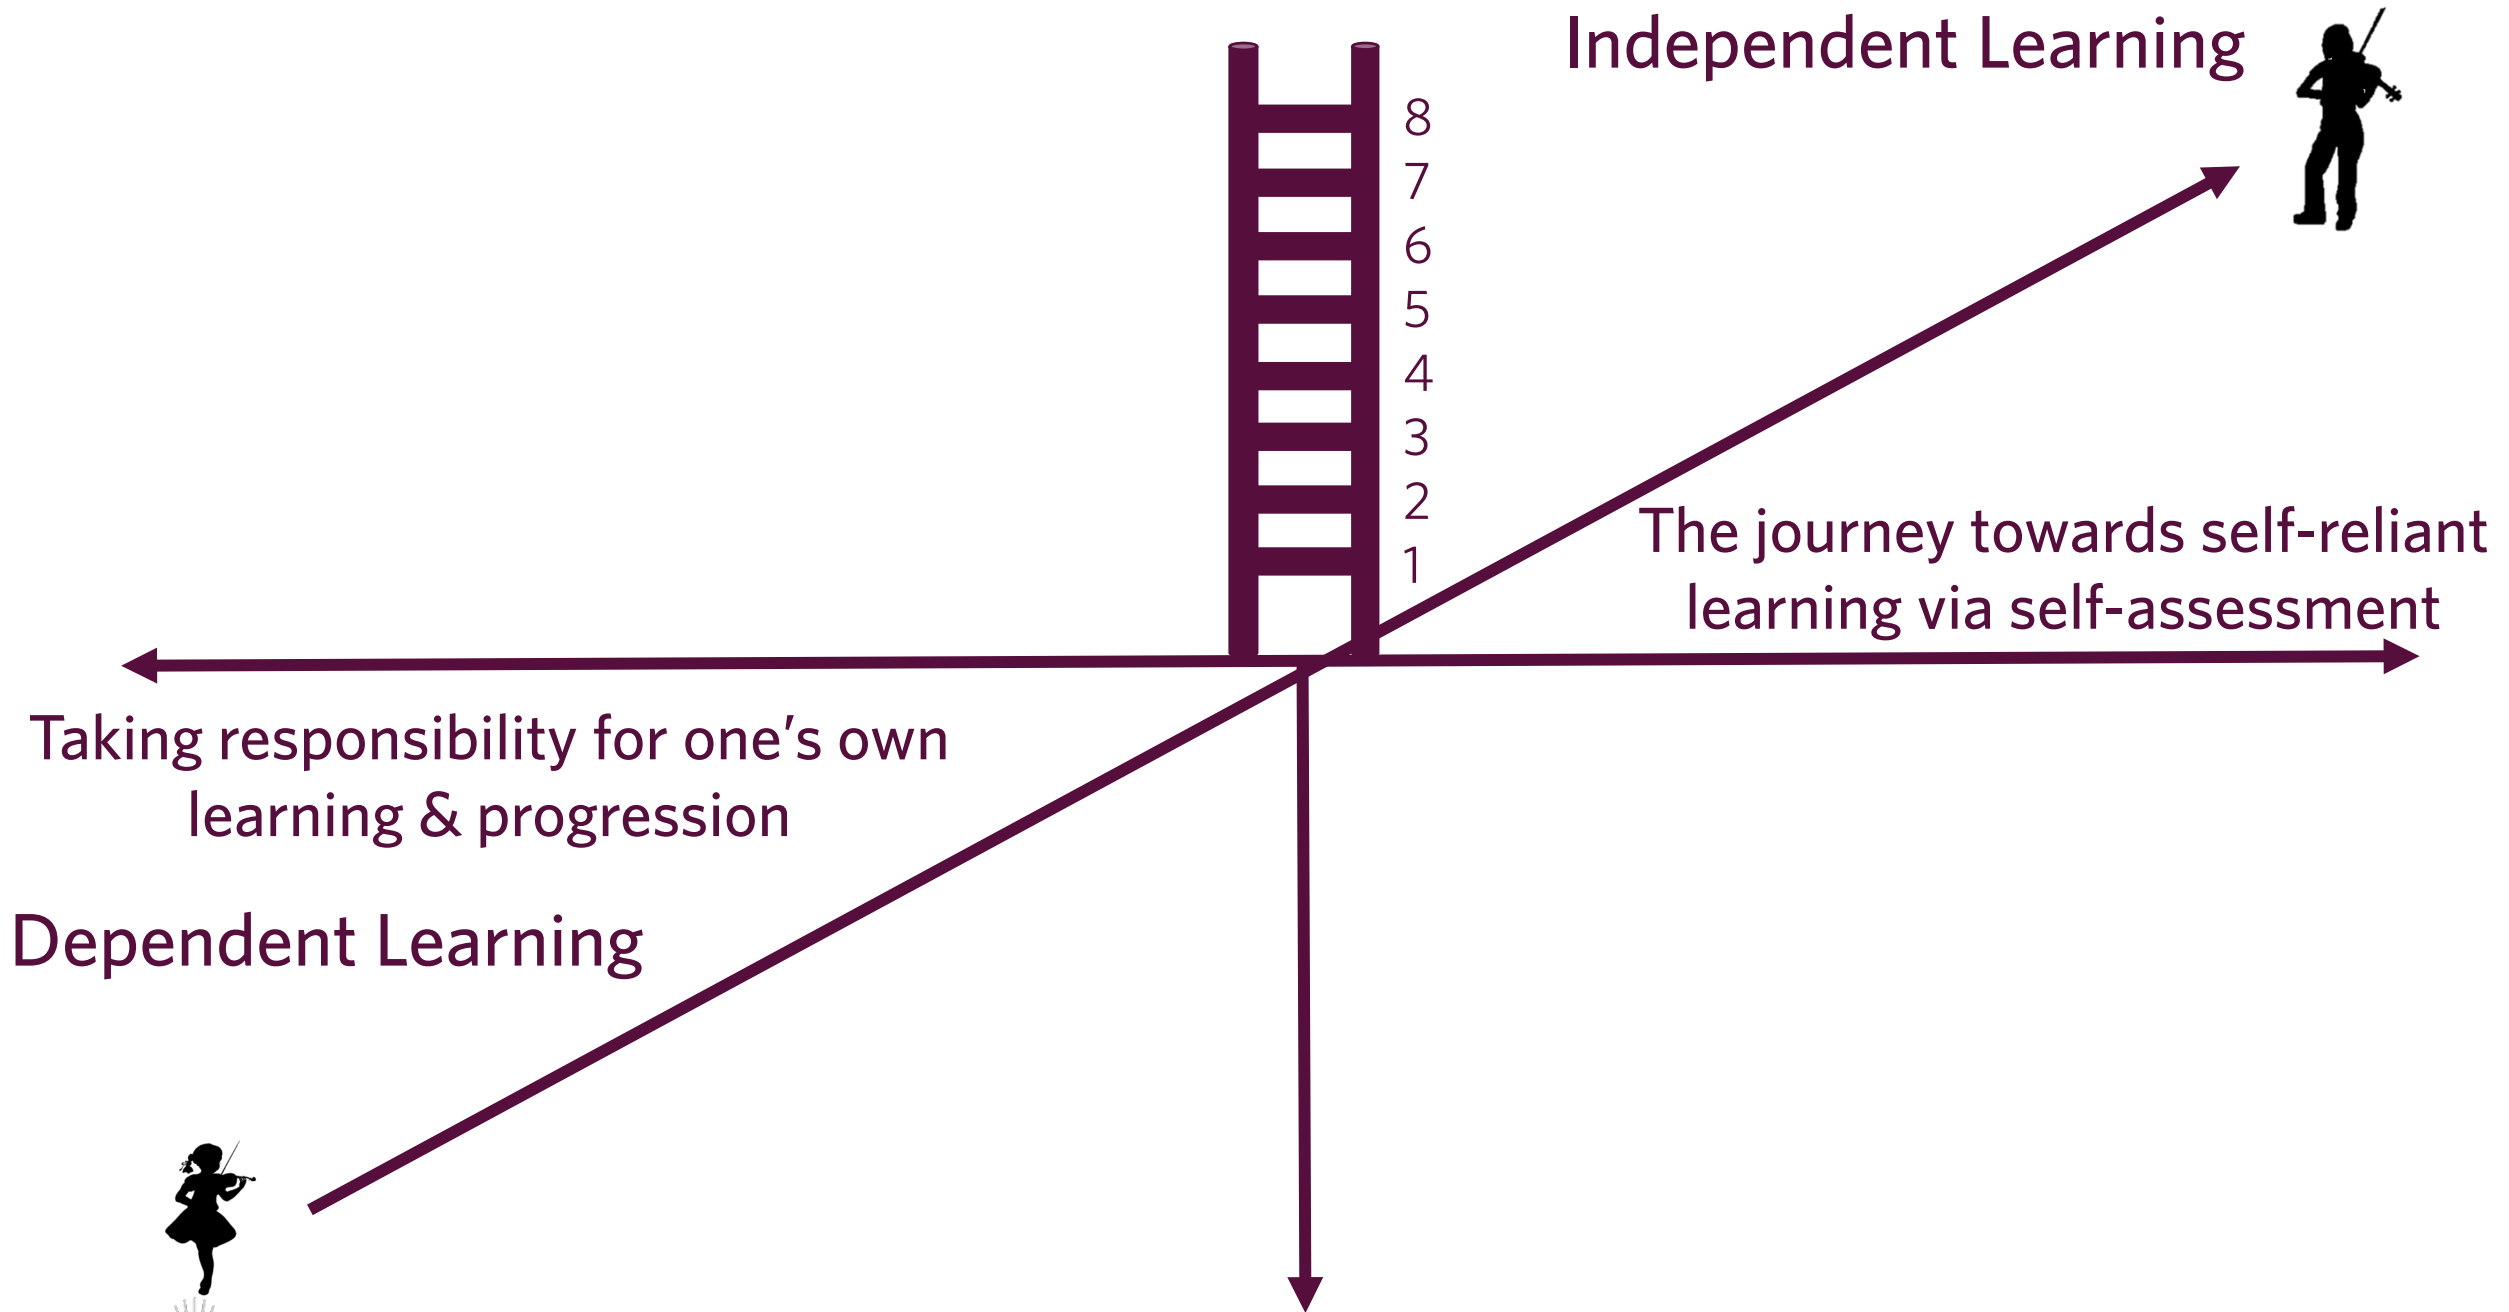 Independent Learning
8
7
6
5
4
3
2
1
The journey towards self-reliant
learning via self-assessment
Taking responsibility for one's own
learning & progression
Dependent Learning